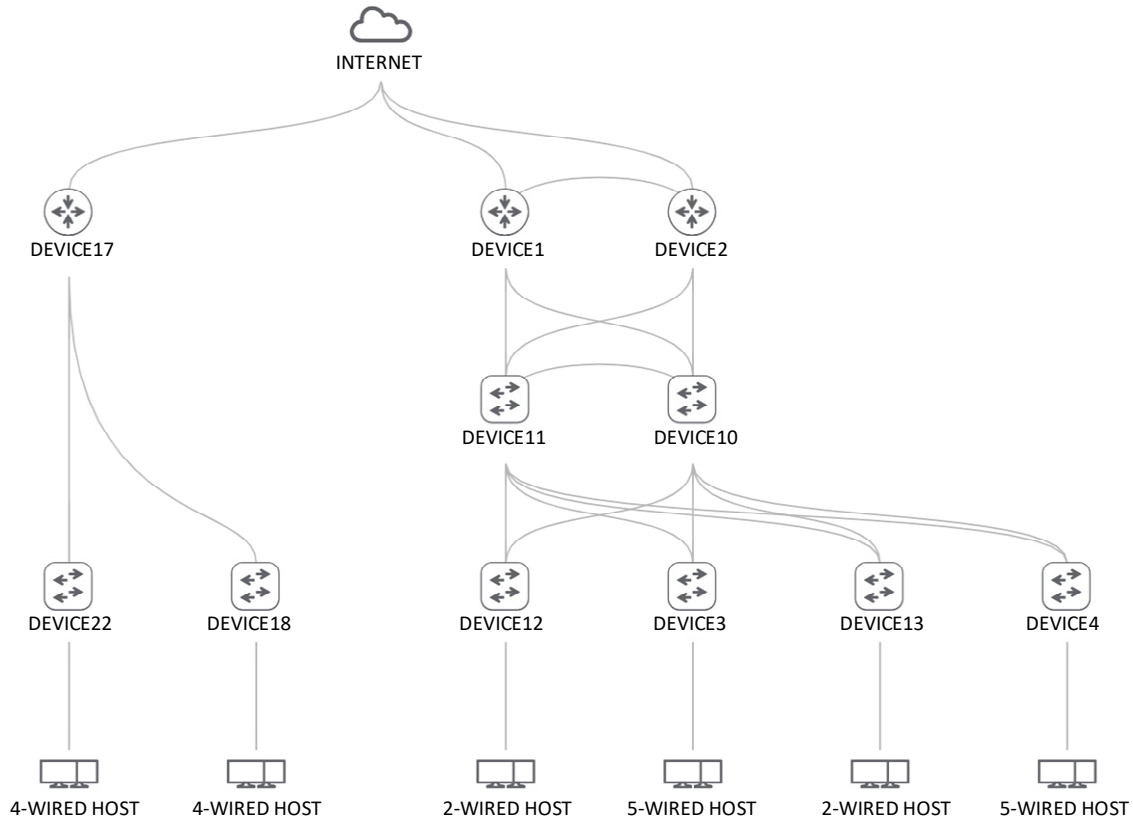 INTERNET
DEVICE17
DEVICE1
DEVICE2
DEVICE11
DEVICE10
DEVICE22
DEVICE18
DEVICE12
DEVICE3
DEVICE13
DEVICE4
4-WIRED HOST
4-WIRED HOST
2-WIRED HOST
5-WIRED HOST
2-WIRED HOST
5-WIRED HOST